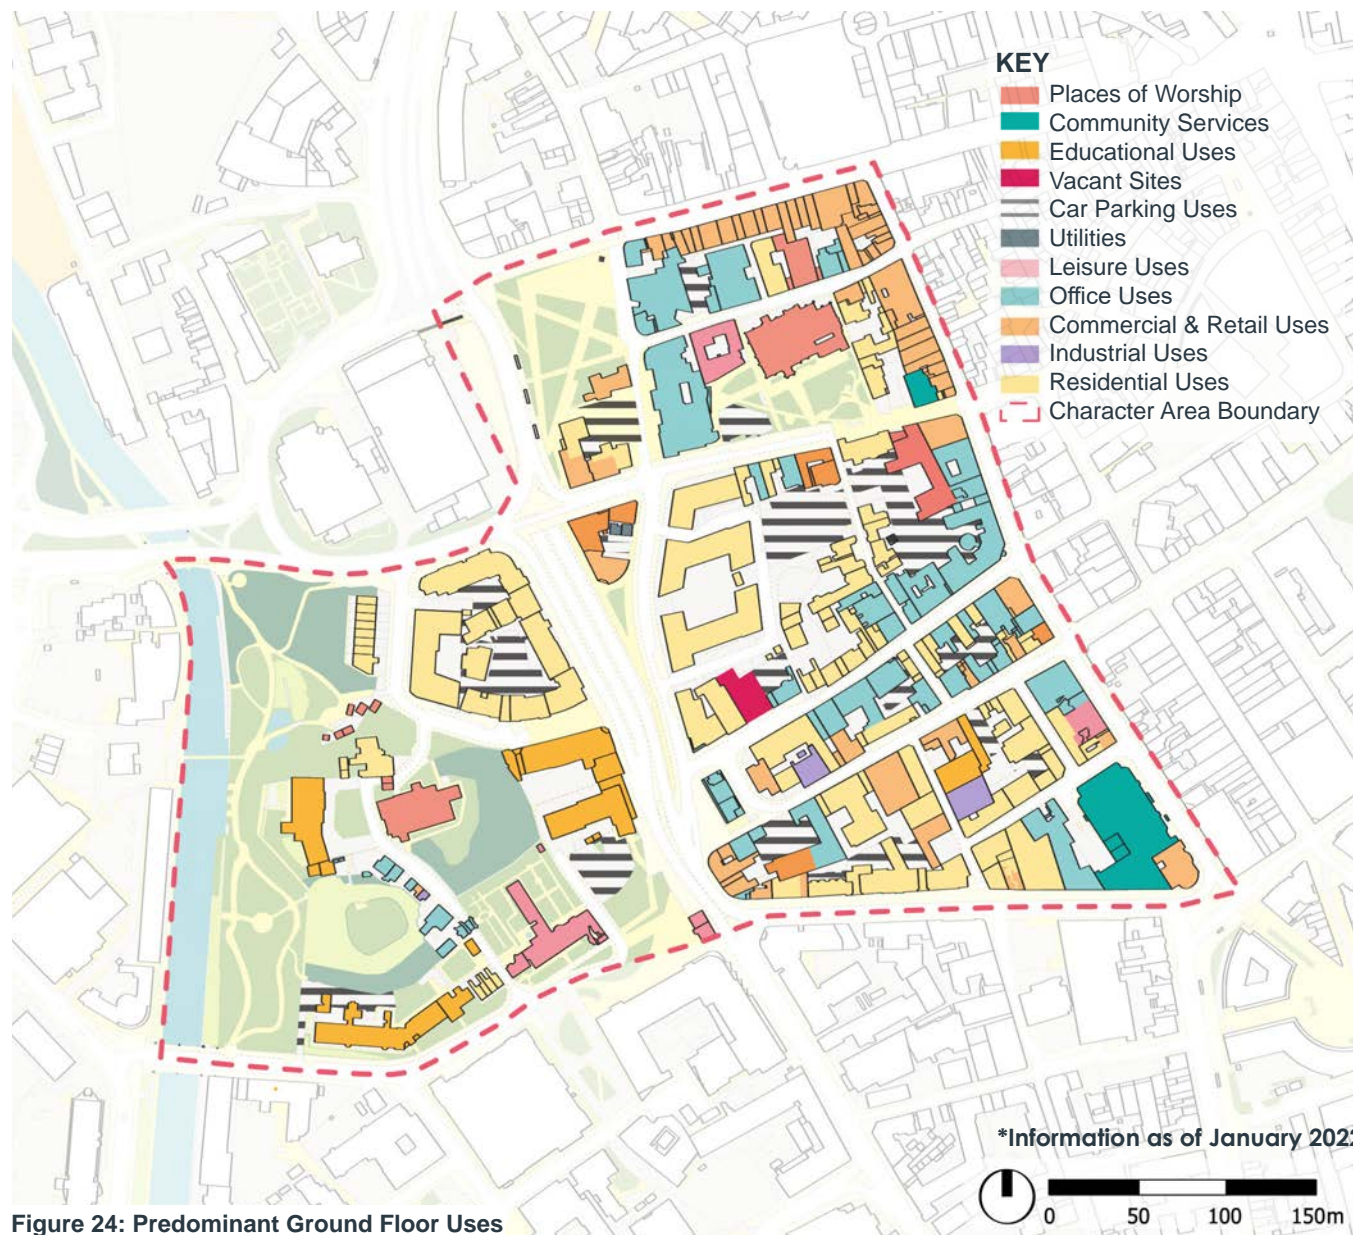 KEY
Places of Worship
Community Services
Educational Uses
Vacant Sites
Car Parking Uses
Utilities
Leisure Uses
Office Uses
Commercial & Retail Uses
Industrial Uses
Residential Uses
Character Area Boundary
*Information as of January 2022
0 50 100 150m
Figure 24: Predominant Ground Floor Uses